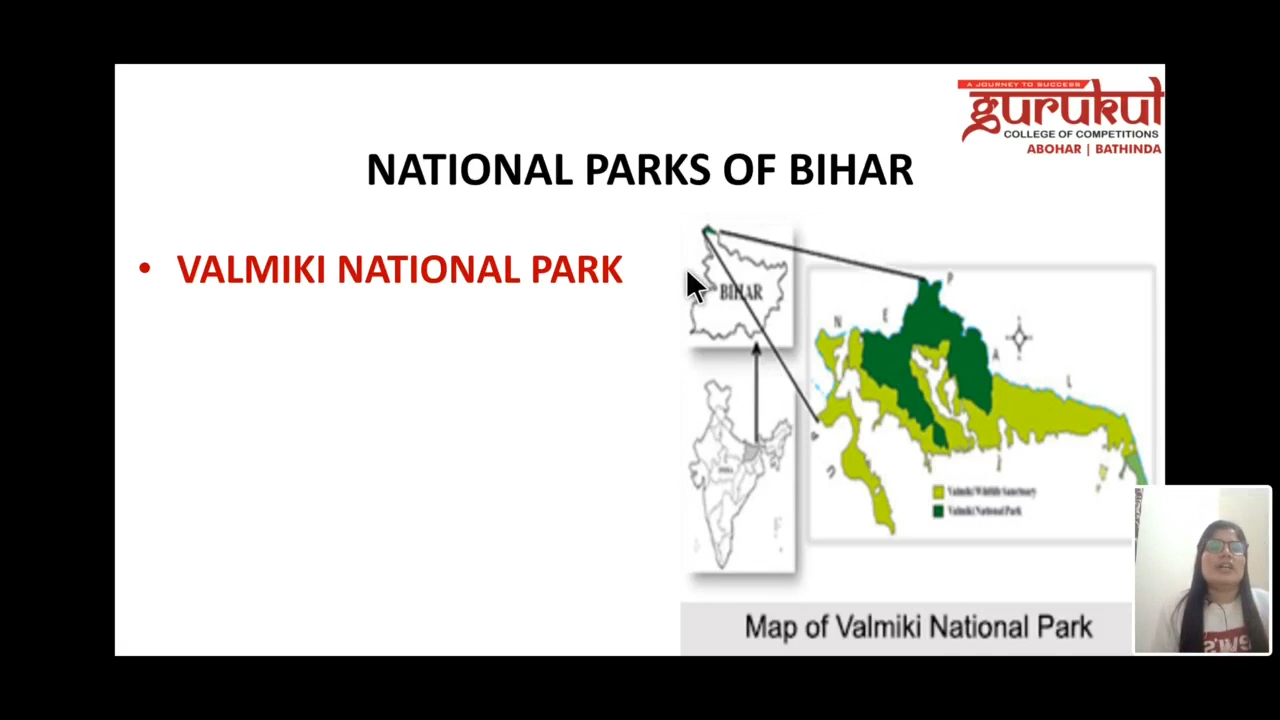 A JOURNEY TO SUCCESS
gurukul
COLLEGE OF COMPETITIONS
ABOHAR | BATHINDA
NATIONAL PARKS OF BIHAR
• VALMIKI NATIONAL PARK
BIHAR
N E P A L
Valmiki Wildlife Sanctuary
Valmiki National Park
Map of Valmiki National Park